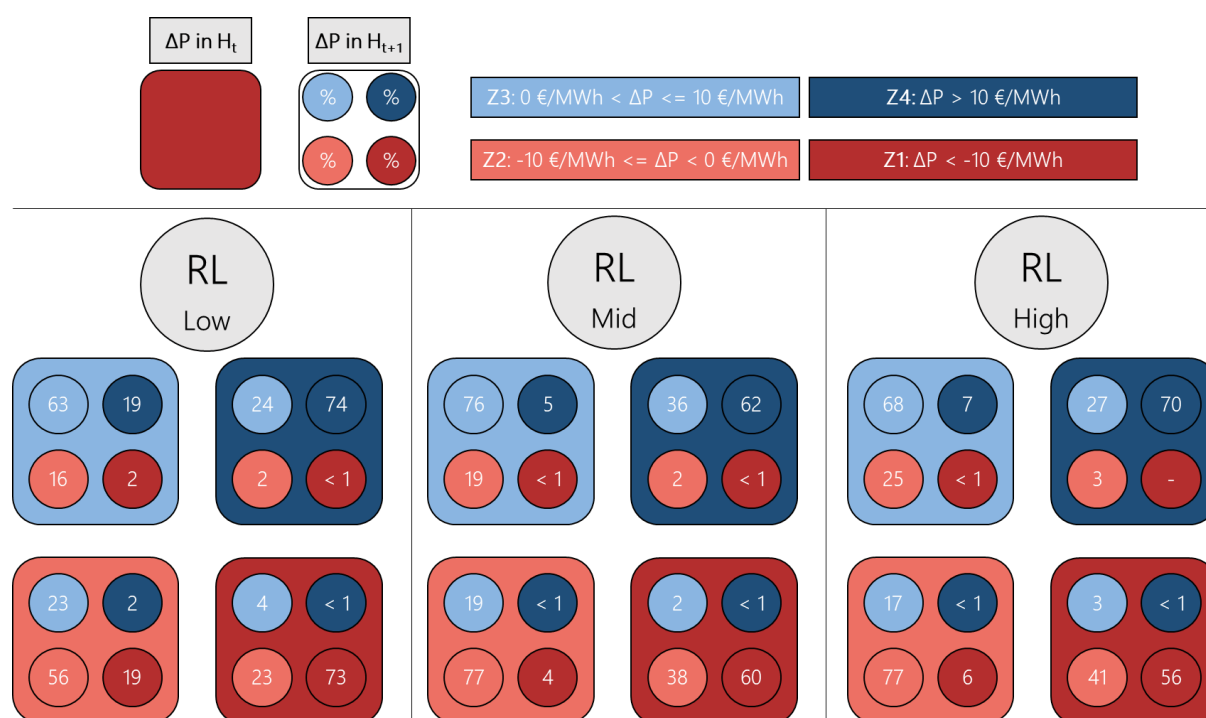 ΔP in Ht ΔP in Ht+1
% % Z3: 0 €/MWh < ΔP <= 10 €/MWh Z4: ΔP > 10 €/MWh
% % Z2: -10 €/MWh <= ΔP < 0 €/MWh Z1: ΔP < -10 €/MWh
RL RL RL
Low Mid High
63 19 24 74 76 5 36 62 68 7 27 70
16 2 2 < 1 19 < 1 2 < 1 25 < 1 3 -
23 2 4 < 1 19 < 1 2 < 1 17 < 1 3 < 1
56 19 23 73 77 4 38 60 77 6 41 56